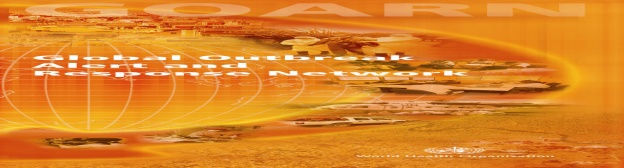 GOARN
Global Outbreak
Alert and
Response Network
World Health Organization